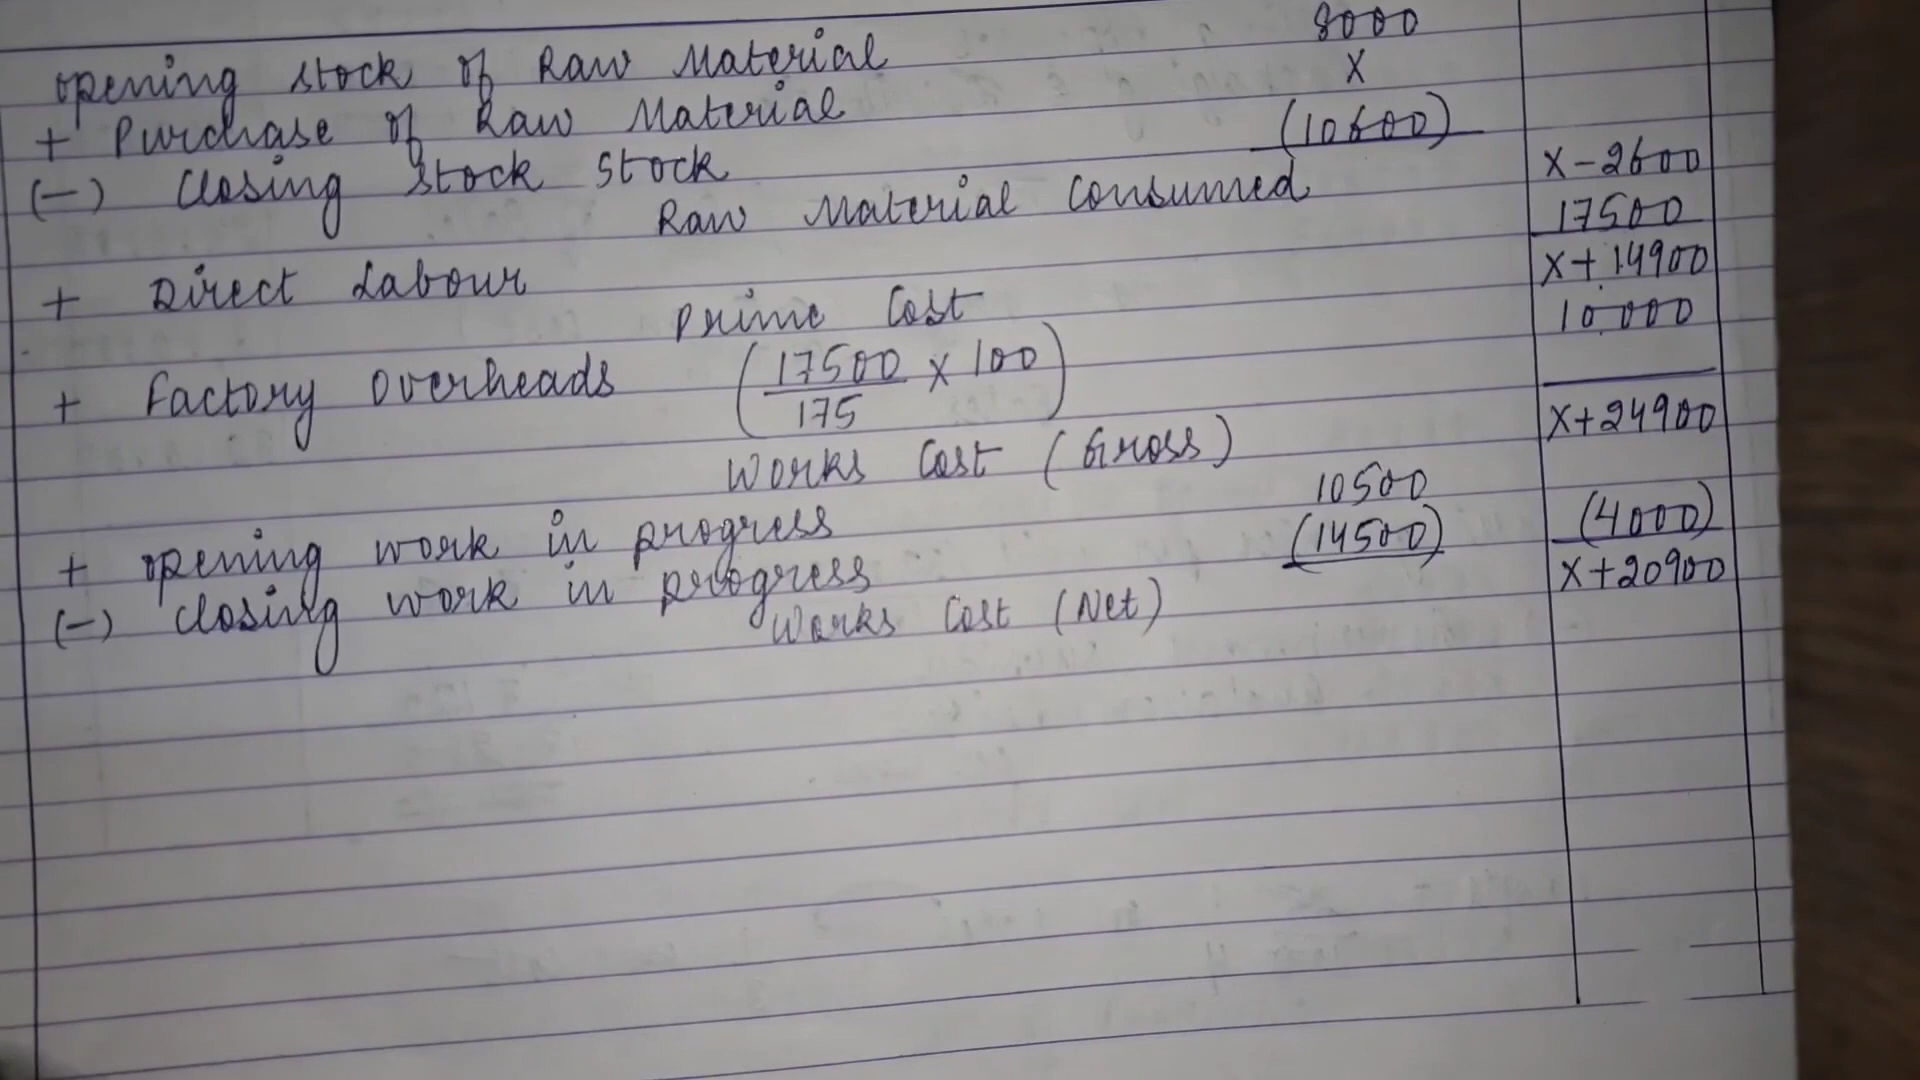 opening stock of Raw Material 8000
+ Purchase of Raw Material X
(-) Closing Stock Stock (10600)
Raw Material Consumed X-2600
+ Direct Labour 17500
Prime Cost X+14900
+ Factory Overheads (17500/175 X 100) 10000
Works Cost (Gross) X+24900
+ opening work in progress 10500
(-) closing work in progress (14500) (4000)
Works Cost (Net) X+20900